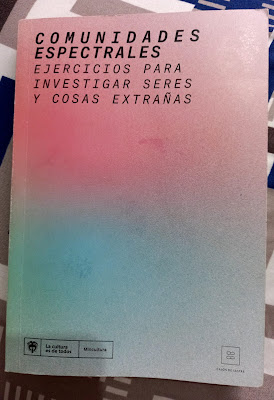 COMUNIDADES
ESPECTRALES
EJERCICIOS PARA
INVESTIGAR SERES
Y COSAS EXTRAÑAS
La cultura
es de todos
Mincultura